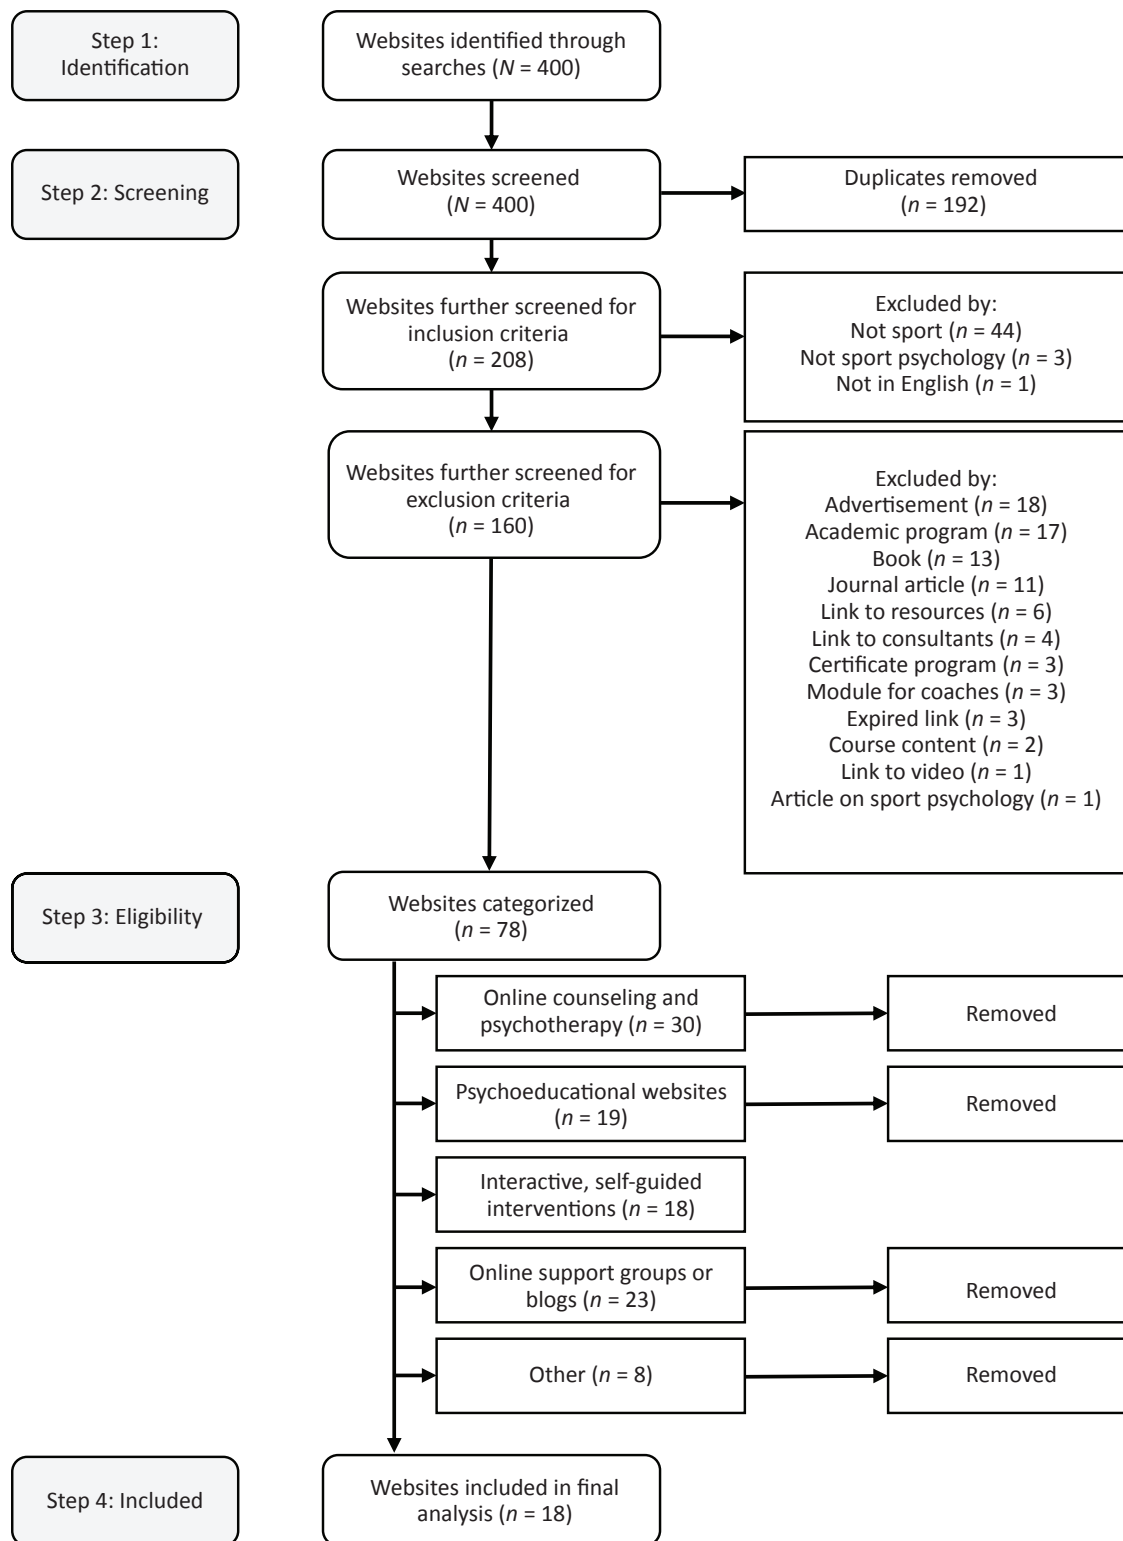 Step 1:
Identification
Websites identified through
searches (N = 400)
Step 2: Screening
Websites screened
(N = 400)
Duplicates removed
(n = 192)
Websites further screened for
inclusion criteria
(n = 208)
Excluded by:
Not sport (n = 44)
Not sport psychology (n = 3)
Not in English (n = 1)
Websites further screened for
exclusion criteria
(n = 160)
Excluded by:
Advertisement (n = 18)
Academic program (n = 17)
Book (n = 13)
Journal article (n = 11)
Link to resources (n = 6)
Link to consultants (n = 4)
Certificate program (n = 3)
Module for coaches (n = 3)
Expired link (n = 3)
Course content (n = 2)
Link to video (n = 1)
Article on sport psychology (n = 1)
Step 3: Eligibility
Websites categorized
(n = 78)
Online counseling and
psychotherapy (n = 30)
Removed
Psychoeducational websites
(n = 19)
Removed
Interactive, self-guided
interventions (n = 18)
Online support groups or
blogs (n = 23)
Removed
Other (n = 8)
Removed
Step 4: Included
Websites included in final
analysis (n = 18)